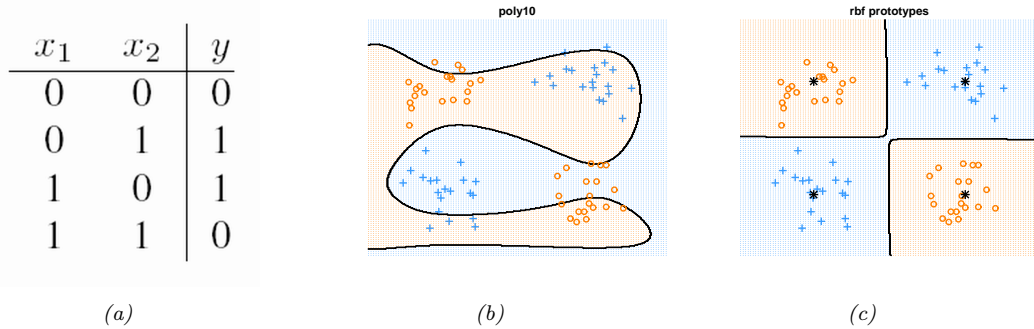 x₁ x₂ y
0 0 0
0 1 1
1 0 1
1 1 0
(a)
poly10
(b)
rbf prototypes
(c)